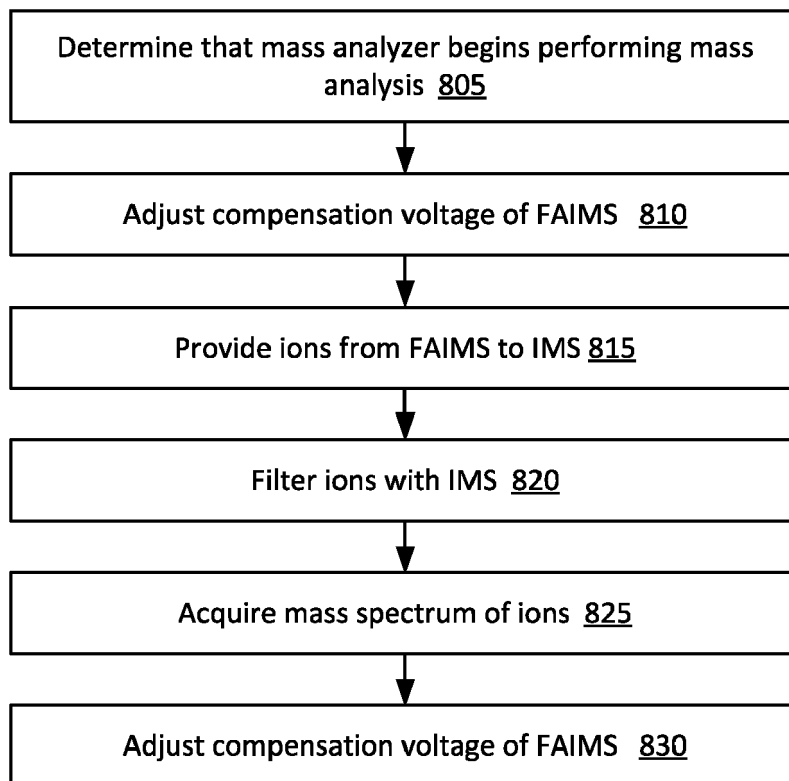 Determine that mass analyzer begins performing mass
analysis 805
Adjust compensation voltage of FAIMS 810
Provide ions from FAIMS to IMS 815
Filter ions with IMS 820
Acquire mass spectrum of ions 825
Adjust compensation voltage of FAIMS 830